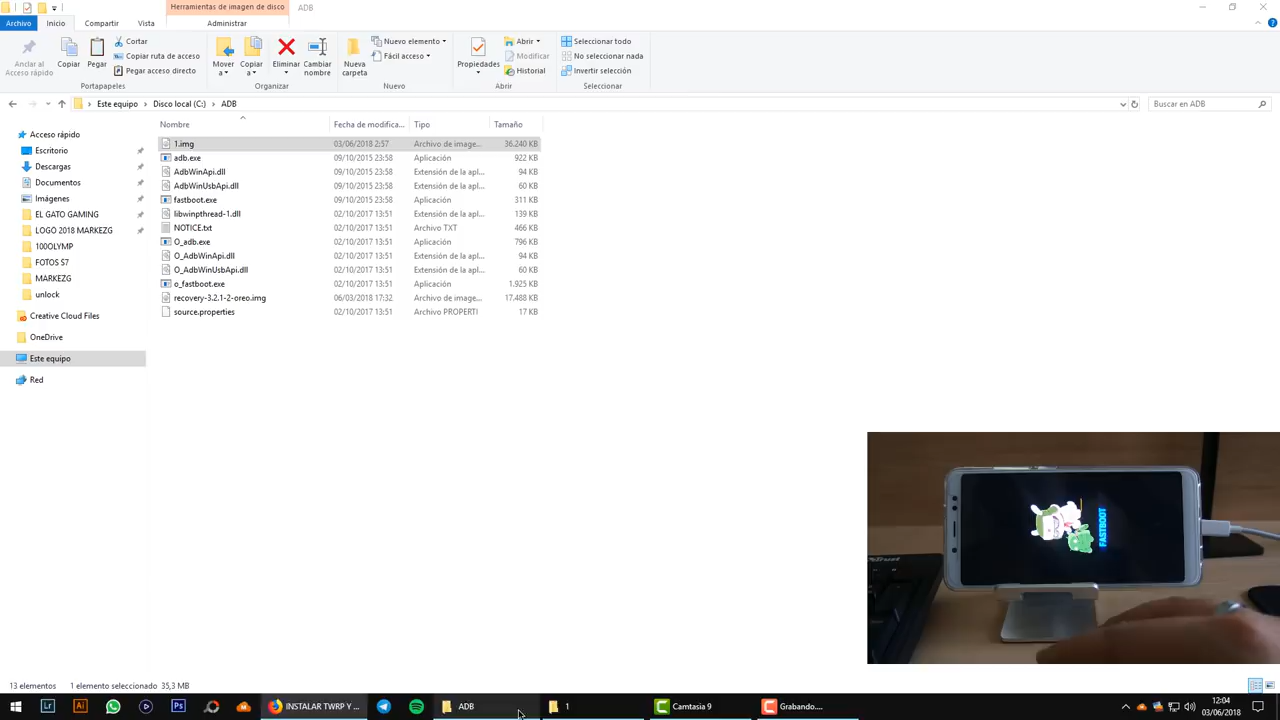 Herramientas de imagen de disco
ADB
Archivo
Inicio
Compartir
Vista
Administrar
Anclar al
Acceso rápido
Copiar
Pegar
Cortar
Copiar ruta de acceso
Pegar acceso directo
Portapapeles
Mover
a
Copiar
a
Eliminar
Cambiar
nombre
Organizar
Nueva
carpeta
Nuevo elemento
Fácil acceso
Nuevo
Propiedades
Abrir
Modificar
Historial
Abrir
Seleccionar todo
No seleccionar nada
Invertir selección
Seleccionar
Este equipo > Disco local (C:) > ADB
Buscar en ADB
Acceso rápido
Escritorio
Descargas
Documentos
Imágenes
EL GATO GAMING
LOGO 2018 MARKEZG
100OLYMP
FOTOS S7
MARKEZG
unlock
Creative Cloud Files
OneDrive
Este equipo
Red
Nombre Fecha de modifica... Tipo Tamaño
1.img 03/06/2018 2:57 Archivo de image... 36.240 KB
adb.exe 09/10/2015 23:58 Aplicación 922 KB
AdbWinApi.dll 09/10/2015 23:58 Extensión de la apl... 94 KB
AdbWinUsbApi.dll 09/10/2015 23:58 Extensión de la apl... 60 KB
fastboot.exe 09/10/2015 23:58 Aplicación 311 KB
libwinpthread-1.dll 02/10/2017 13:51 Extensión de la apl... 139 KB
NOTICE.txt 02/10/2017 13:51 Archivo TXT 466 KB
O_adb.exe 02/10/2017 13:51 Aplicación 796 KB
O_AdbWinApi.dll 02/10/2017 13:51 Extensión de la apl... 94 KB
O_AdbWinUsbApi.dll 02/10/2017 13:51 Extensión de la apl... 60 KB
o_fastboot.exe 02/10/2017 13:51 Aplicación 1.925 KB
recovery-3.2.1-2-oreo.img 06/03/2018 17:32 Archivo de image... 17.488 KB
source.properties 02/10/2017 13:51 Archivo PROPERTI 17 KB
FASTBOOT
13 elementos 1 elemento seleccionado 35,3 MB
Lr
Ai
Ps
INSTALAR TWRP Y ...
ADB
1
Camtasia 9
Grabando....
12:04
03/06/2018